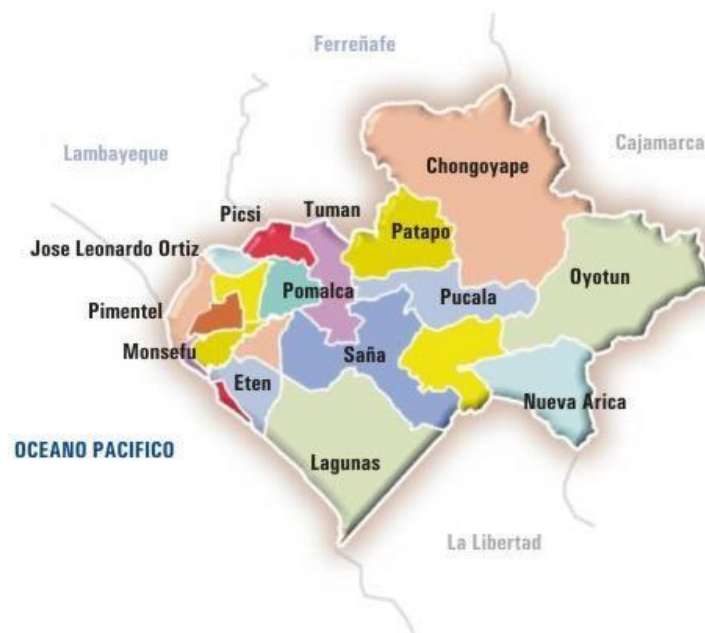 Ferreñafe
Cajamarca
Lambayeque
Chongoyape
Picsi
Tuman
Patapo
Jose Leonardo Ortiz
Oyotun
Pomalca
Pucala
Pimentel
Monsefu
Saña
Eten
Nueva Arica
OCEANO PACIFICO
Lagunas
La Libertad